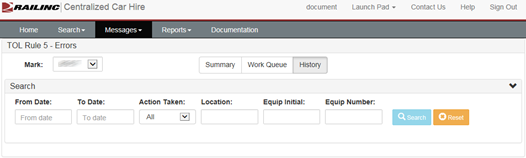 RAILINC | Centralized Car Hire document Launch Pad Contact Us Help Sign Out
Home Search Messages Reports Documentation
TOL Rule 5 - Errors
Mark: Summary Work Queue History
Search
From Date: To Date: Action Taken: Location: Equip Initial: Equip Number:
From date To date All Search Reset